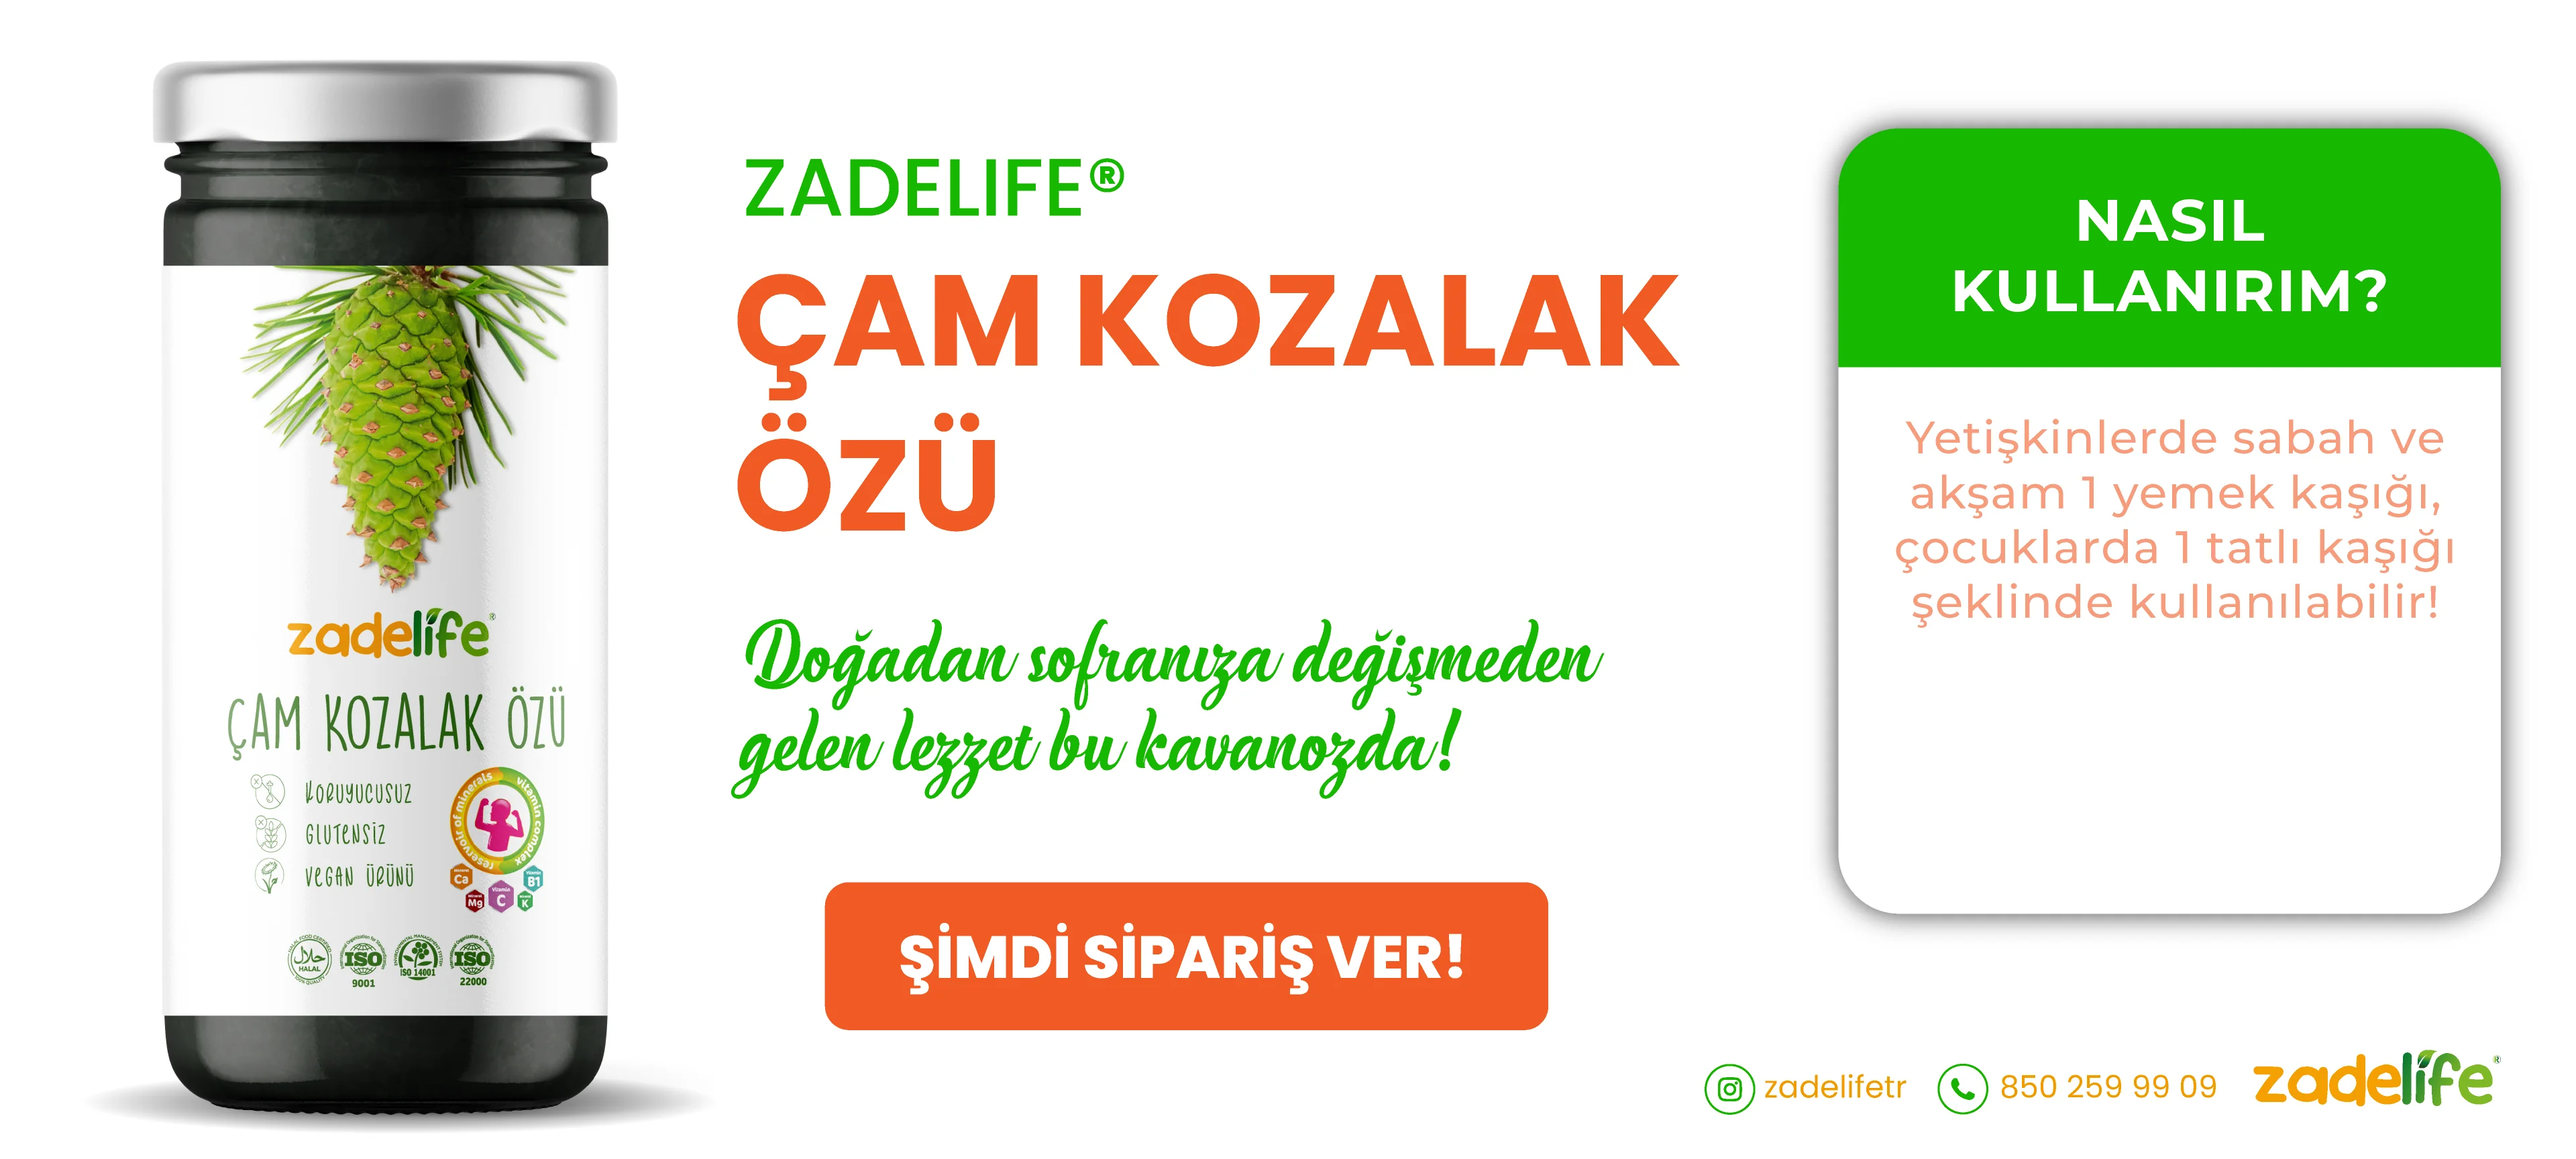 zadelife®
ÇAM KOZALAK ÖZÜ
KORUYUCUSUZ
GLUTENSİZ
VEGAN ÜRÜNÜ
reservoir of minerals vitamin complex
Ca
Mg
Vitamin
C
K
B1
HALAL
ISO
9001
ISO 14001
ISO
22000
ZADELIFE®
ÇAM KOZALAK
ÖZÜ
Doğadan sofranıza değişmeden
gelen lezzet bu kavanozda!
ŞİMDİ SİPARİŞ VER!
NASIL
KULLANIRIM?
Yetişkinlerde sabah ve
akşam 1 yemek kaşığı,
çocuklarda 1 tatlı kaşığı
şeklinde kullanılabilir!
zadelifetr
850 259 99 09
zadelife®